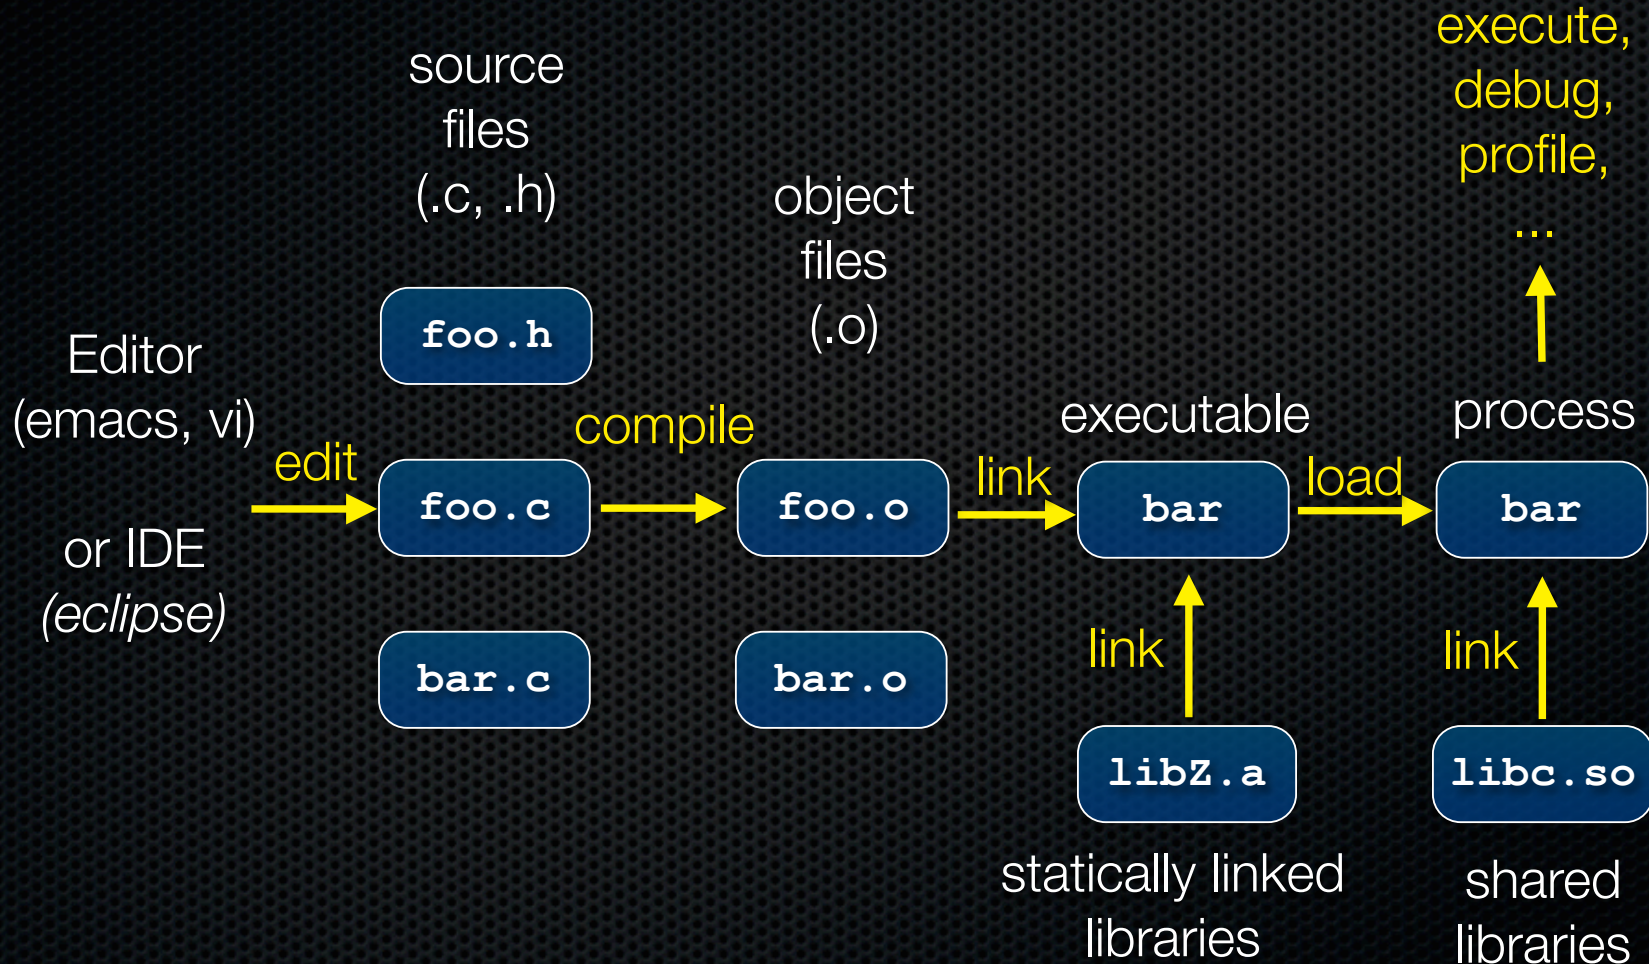 Editor
(emacs, vi)
or IDE
(eclipse)
edit
source
files
(.c, .h)
foo.h
foo.c
bar.c
compile
object
files
(.o)
foo.o
bar.o
link
executable
bar
link
libZ.a
statically linked
libraries
load
execute,
debug,
profile,
...
process
bar
link
libc.so
shared
libraries